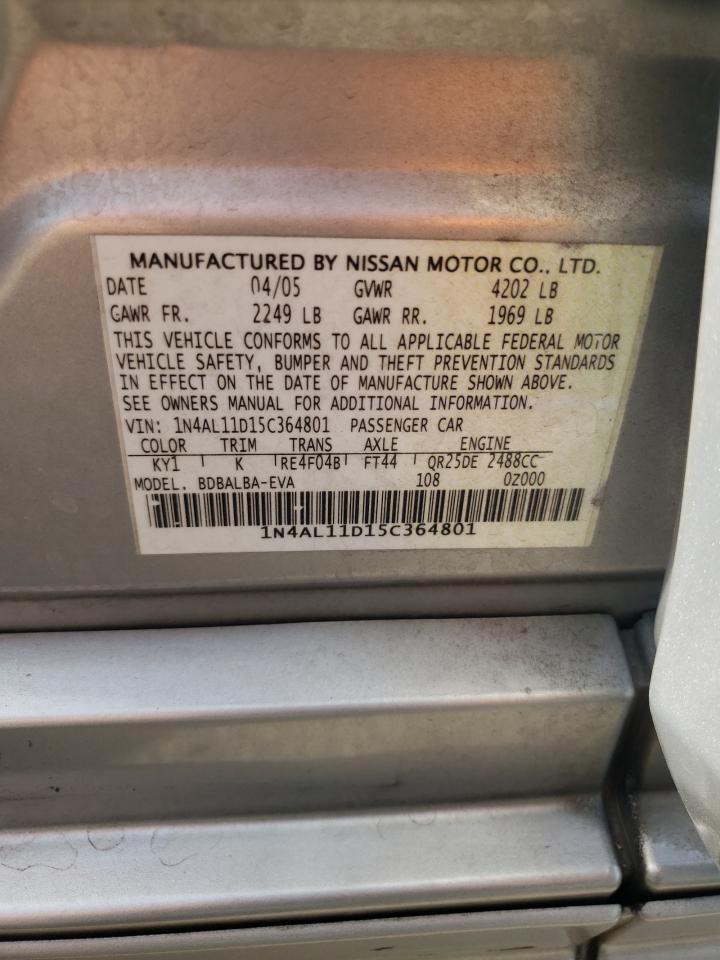 MANUFACTURED BY NISSAN MOTOR CO., LTD.
DATE 04/05 GVWR 4202 LB
GAWR FR. 2249 LB GAWR RR. 1969 LB
THIS VEHICLE CONFORMS TO ALL APPLICABLE FEDERAL MOTOR
VEHICLE SAFETY, BUMPER AND THEFT PREVENTION STANDARDS
IN EFFECT ON THE DATE OF MANUFACTURE SHOWN ABOVE.
SEE OWNERS MANUAL FOR ADDITIONAL INFORMATION.
VIN: 1N4AL11D15C364801 PASSENGER CAR
COLOR TRIM TRANS AXLE ENGINE
KY1 K RE4F04B FT44 QR25DE 2488CC
MODEL. BDBALBA-EVA 108 0Z000
1N4AL11D15C364801